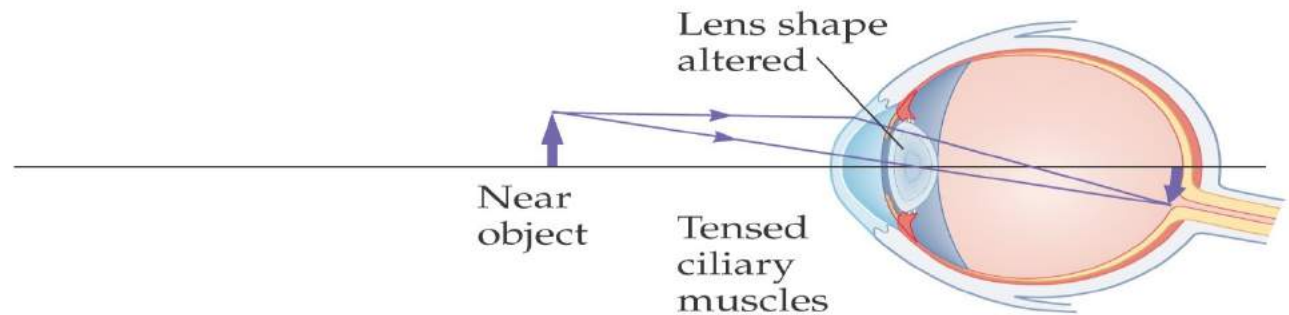 Lens shape
altered
Near
object
Tensed
ciliary
muscles